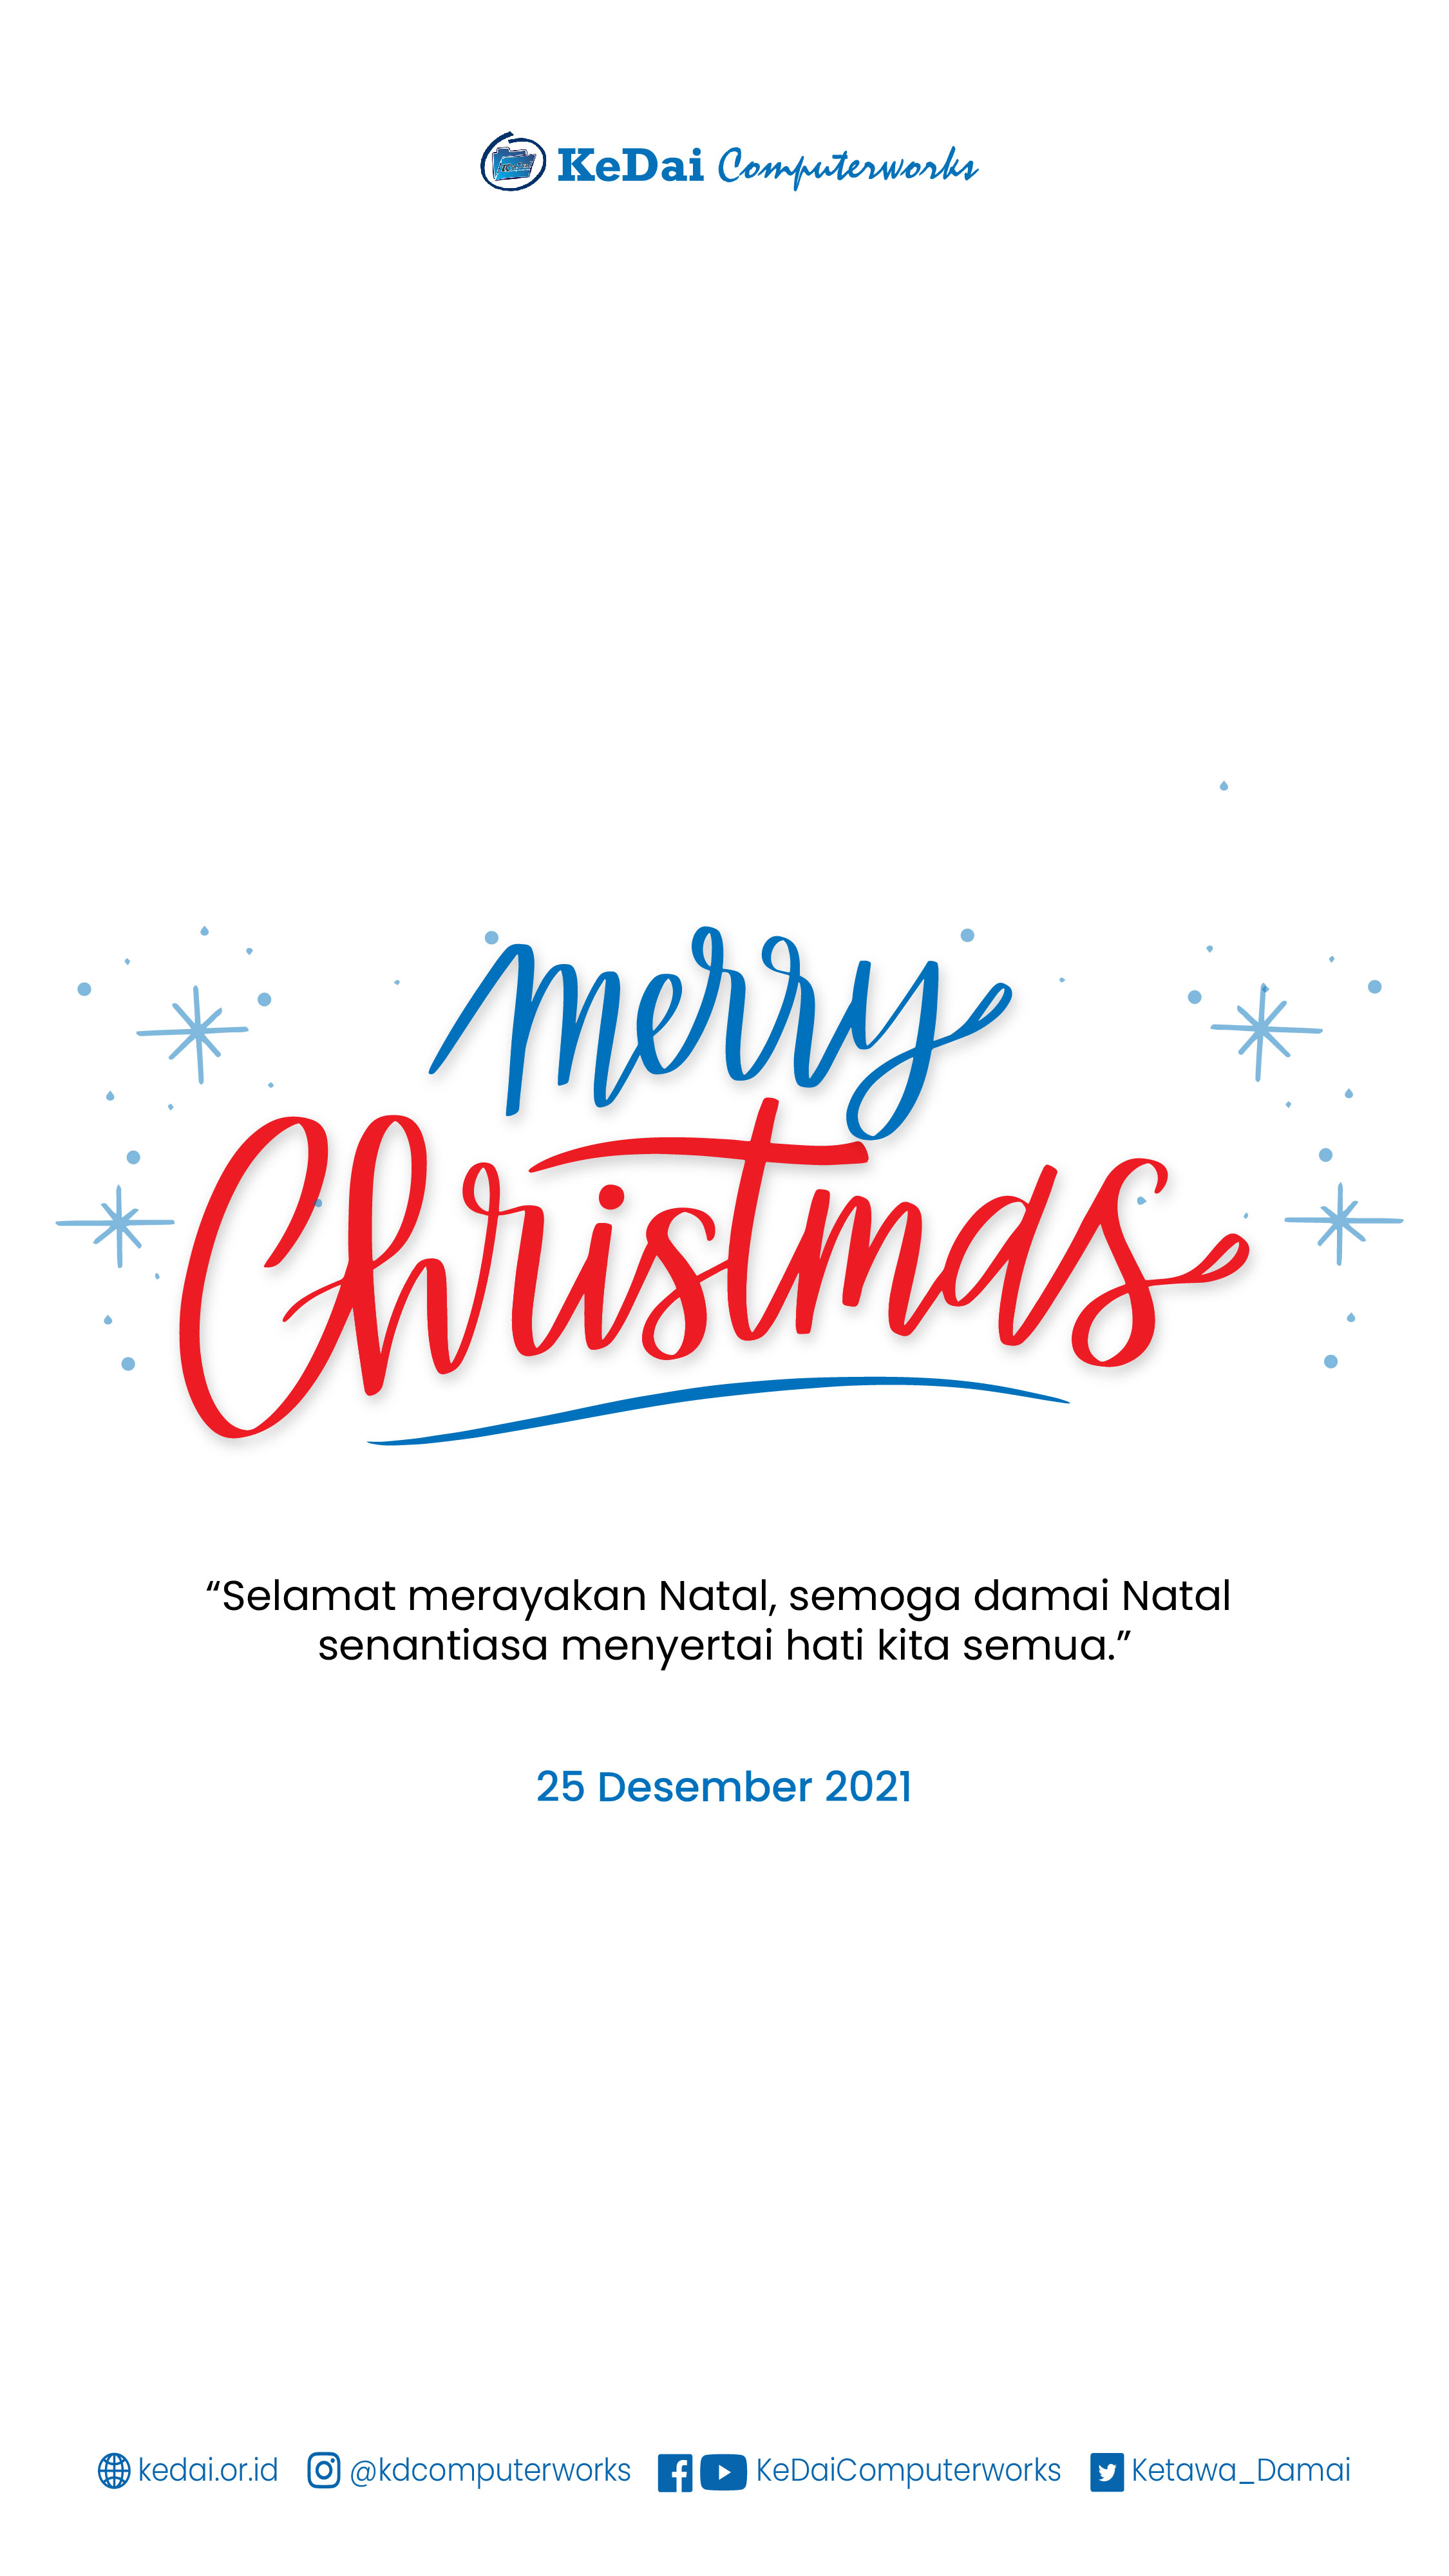 KeDai Computerworks
merry
Christmas
“Selamat merayakan Natal, semoga damai Natal
senantiasa menyertai hati kita semua.”
25 Desember 2021
kedai.or.id @kdcomputerworks KeDaiComputerworks Ketawa_Damai